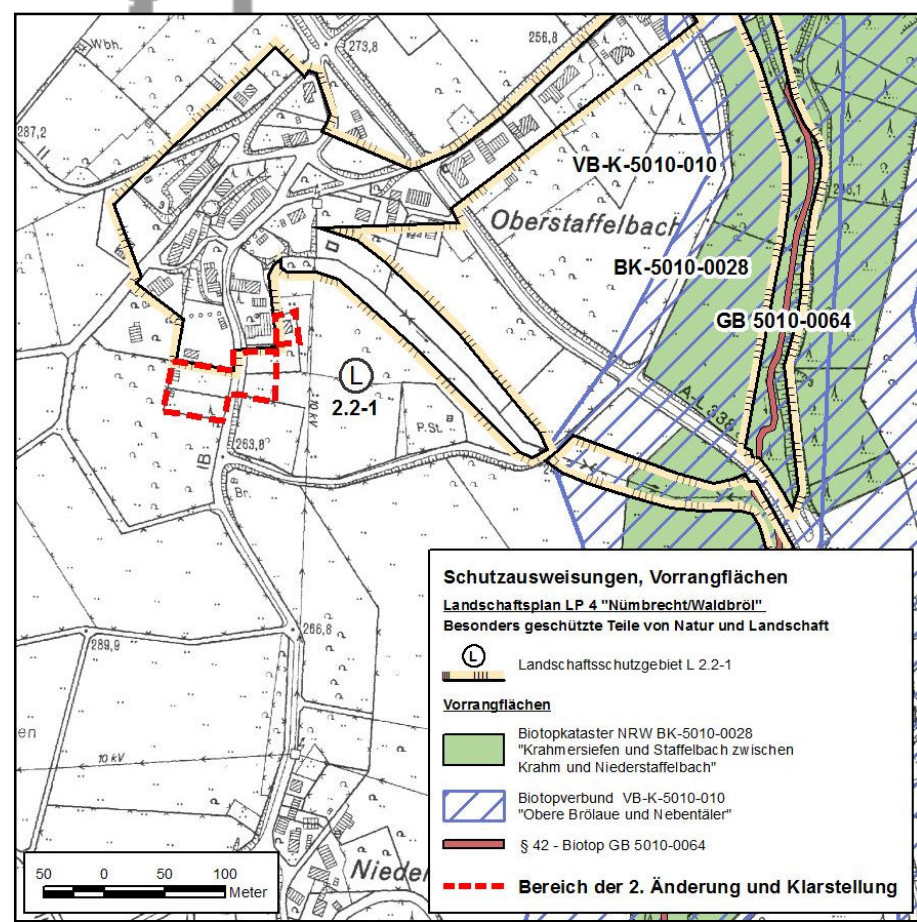 Wbh.
273,8
256,8
287,2
VB-K-5010-010
Oberstaffelbach
BK-5010-0028
GB 5010-0064
L
2.2-1
A-L338
P.St.
263,8
Br.
266,8
289,9
10 kV
Schutzausweisungen, Vorrangflächen
Landschaftsplan LP 4 "Nümbrecht/Waldbröl"
Besonders geschützte Teile von Natur und Landschaft
L
Landschaftsschutzgebiet L 2.2-1
Vorrangflächen
Biotopkataster NRW BK-5010-0028
"Krahmersiefen und Staffelbach zwischen
Krahm und Niederstaffelbach"
Biotopverbund VB-K-5010-010
"Obere Brölaue und Nebentäler"
§ 42 - Biotop GB 5010-0064
Bereich der 2. Änderung und Klarstellung
50 0 50 100
Meter
Nieder